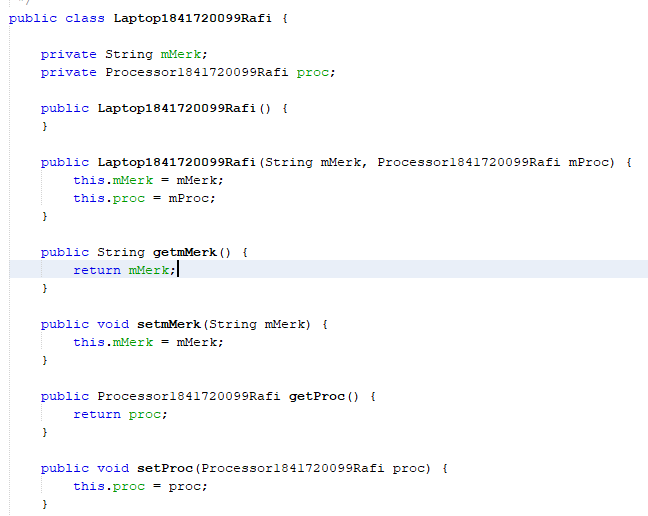 */
public class Laptop1841720099Rafi {
private String mMerk;
private Processor1841720099Rafi proc;
public Laptop1841720099Rafi() {
}
public Laptop1841720099Rafi(String mMerk, Processor1841720099Rafi mProc) {
this.mMerk = mMerk;
this.proc = mProc;
}
public String getmMerk() {
return mMerk;
}
public void setmMerk(String mMerk) {
this.mMerk = mMerk;
}
public Processor1841720099Rafi getProc() {
return proc;
}
public void setProc(Processor1841720099Rafi proc) {
this.proc = proc;
}